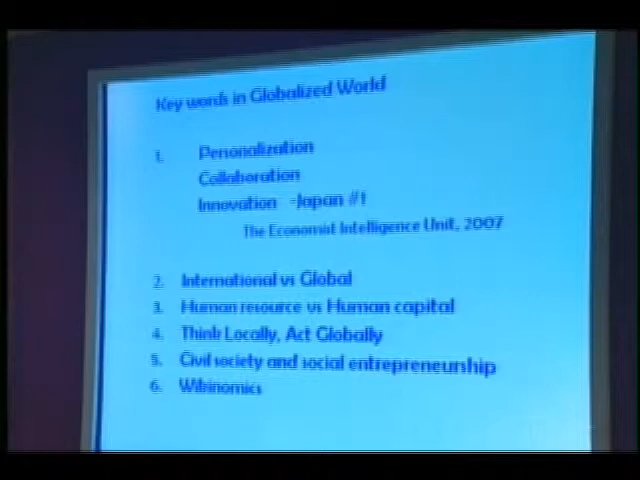 Key words in Globalized World
1. Personalization
Collaboration
Innovation -Japan #1
The Economist Intelligence Unit, 2007
2. International vs Global
3. Human resource vs Human capital
4. Think Locally, Act Globally
5. Civil society and social entrepreneurship
6. Wikinomics